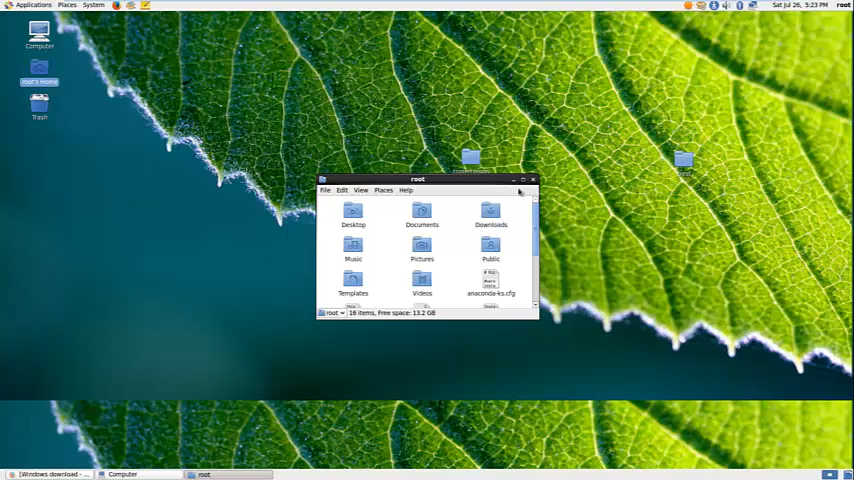 Applications Places System
Sat Jul 26, 5:23 PM root
Computer
root's Home
Trash
root
File Edit View Places Help
Desktop Documents Downloads
Music Pictures Public
Templates Videos anaconda-ks.cfg
root 16 items, Free space: 13.2 GB
[Windows download - ... Computer root